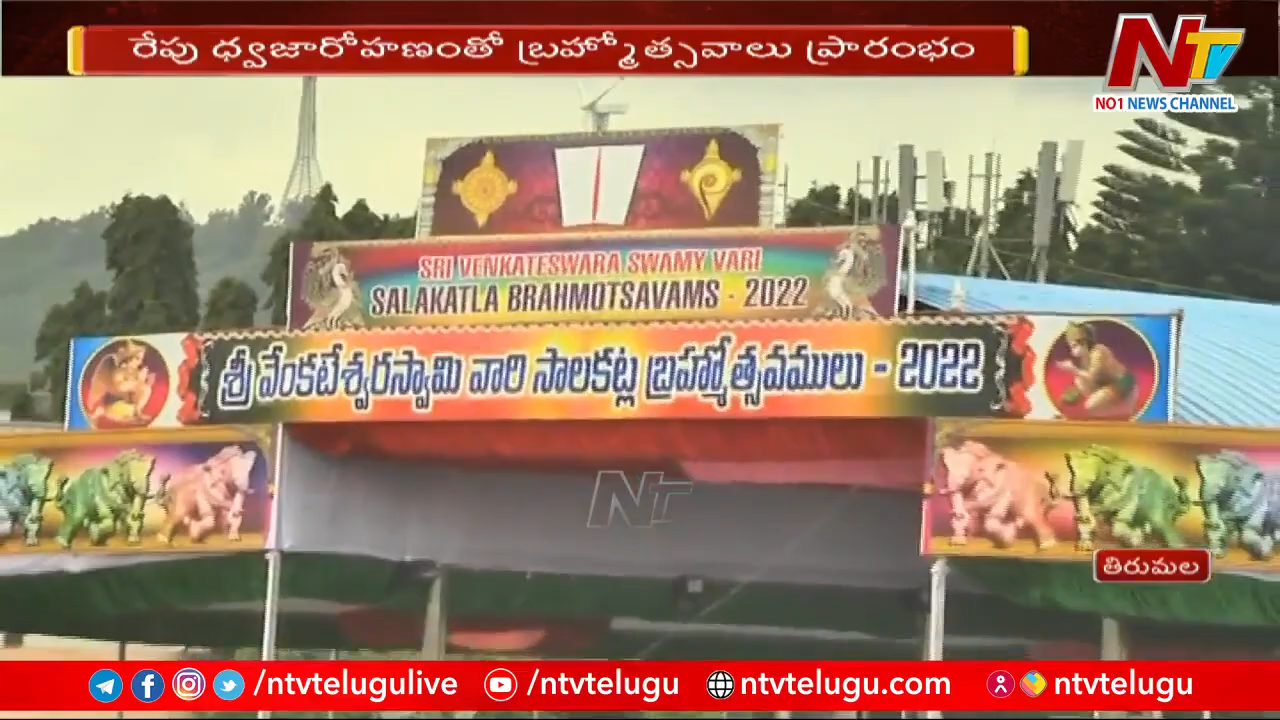 రేపు ధ్వజారోహణంతో బ్రహ్మోత్సవాలు ప్రారంభం
NTV
NO1 NEWS CHANNEL
SRI VENKATESWARA SWAMY VARI
SALAKATLA BRAHMOTSAVAMS - 2022
శ్రీ వేంకటేశ్వరస్వామి వారి సాలకట్ల బ్రహ్మోత్సవములు - 2022
NT
తిరుమల
/ntvtelugulive /ntvtelugu ntvtelugu.com ntvtelugu